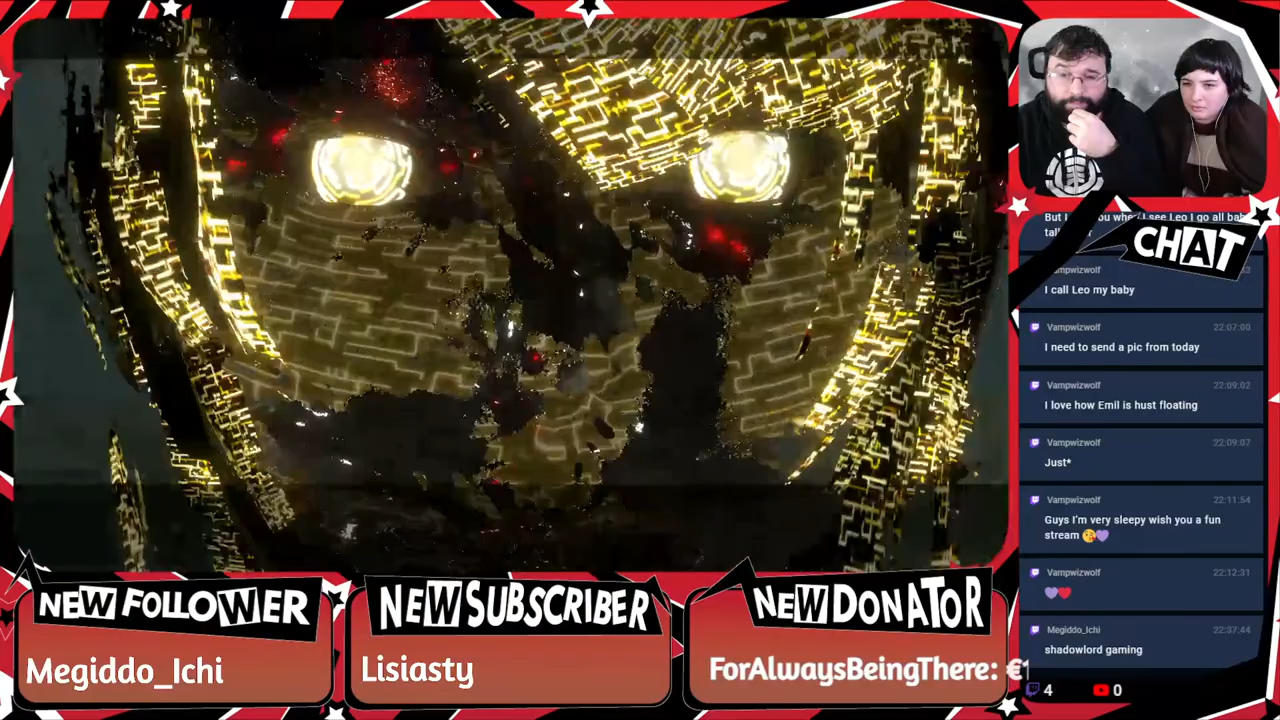 But I
CHAT
Vampwizwolf
I call Leo my baby
Vampwizwolf 22:07:00
I need to send a pic from today
Vampwizwolf 22:09:02
I love how Emil is hust floating
Vampwizwolf 22:09:07
Just*
Vampwizwolf 22:11:54
Guys I'm very sleepy wish you a fun
stream 😘💜
Vampwizwolf 22:12:31
💜❤️
Megiddo_Ichi 22:37:44
shadowlord gaming
4 0
NEW FOLLOWER
Megiddo_Ichi
NEW SUBSCRIBER
Lisiasty
NEW DONATOR
ForAlwaysBeingThere: